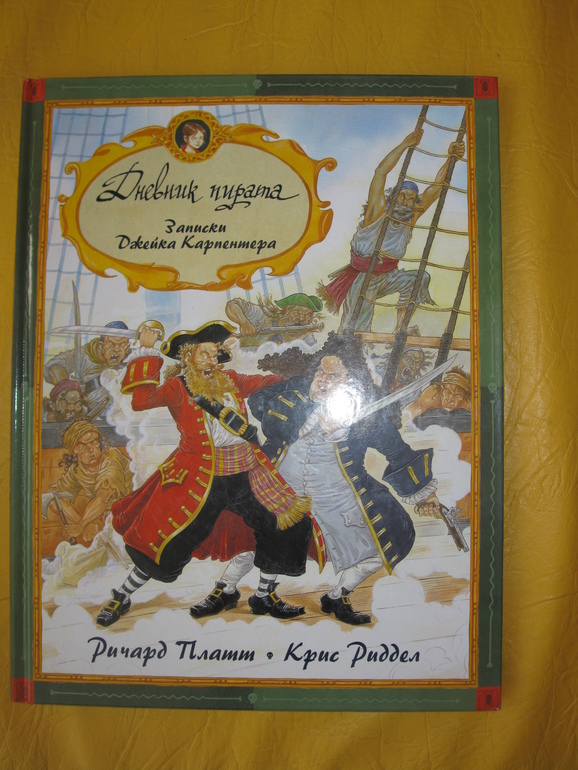 Дневник пирата
Записки
Джейка Карпентера
Ричард Платт • Крис Риддел